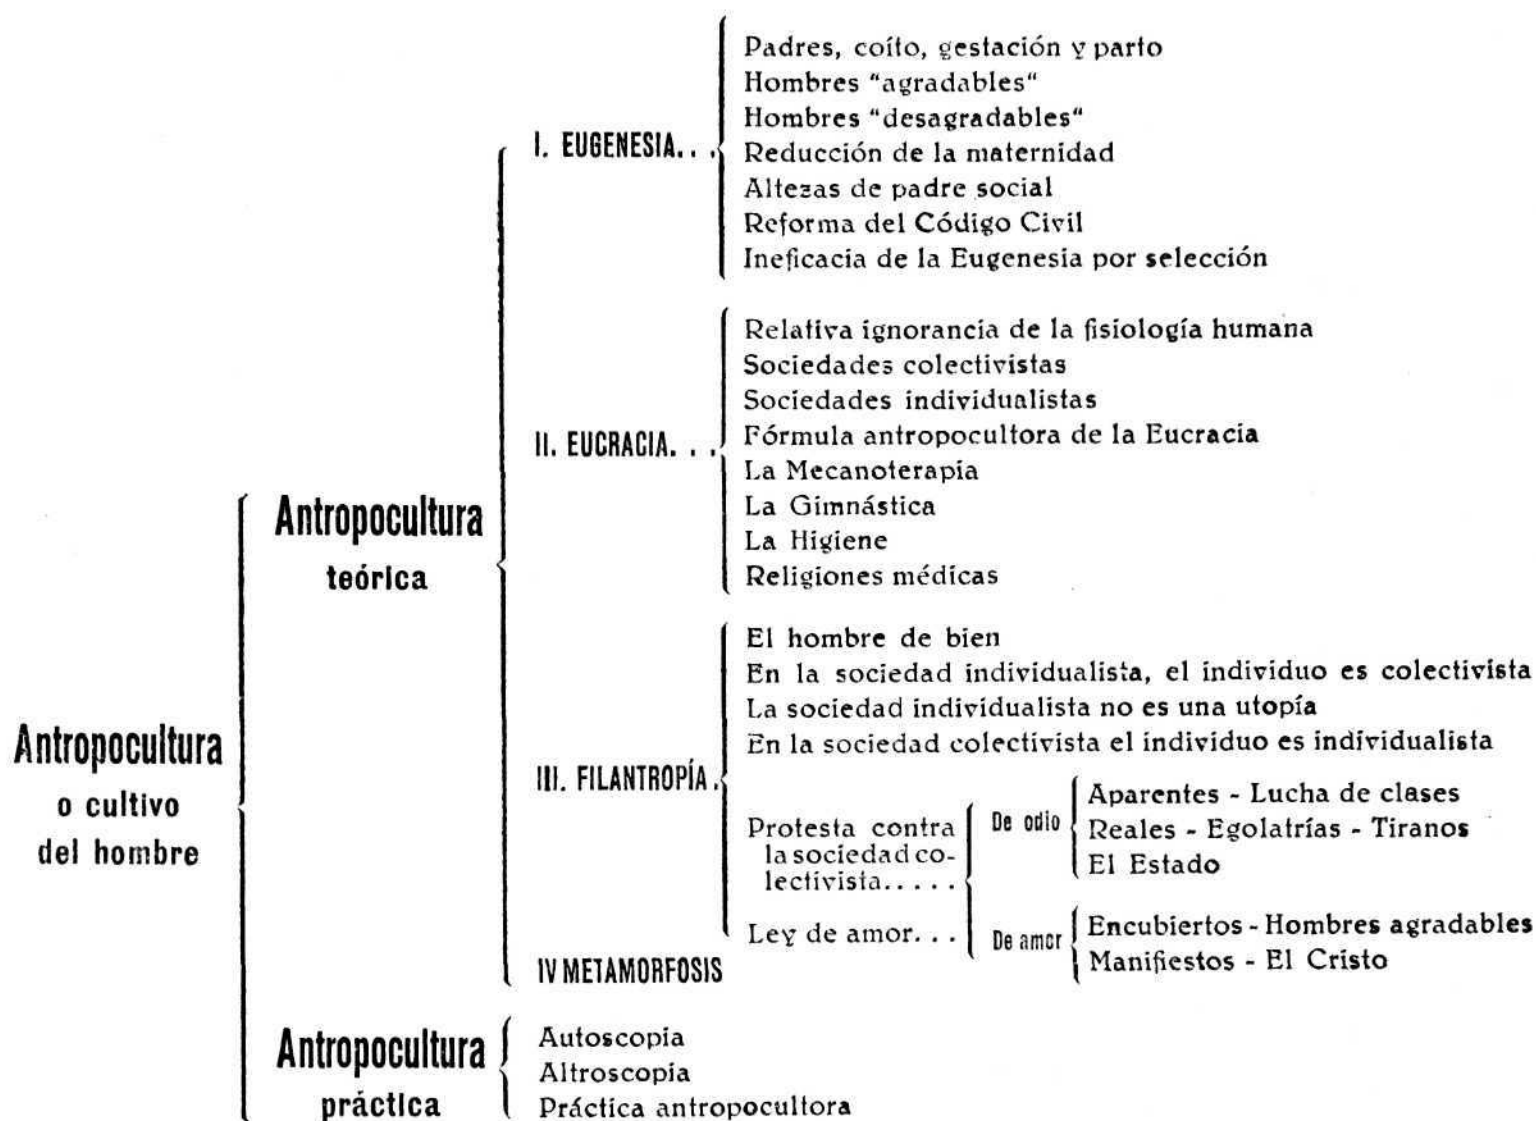 Antropocultura
o cultivo
del hombre
Antropocultura
teórica
I. EUGENESIA. . .
Padres, coíto, gestación y parto
Hombres “agradables“
Hombres “desagradables“
Reducción de la maternidad
Altezas de padre social
Reforma del Código Civil
Ineficacia de la Eugenesia por selección
II. EUCRACIA. . .
Relativa ignorancia de la fisiología humana
Sociedades colectivistas
Sociedades individualistas
Fórmula antropocultora de la Eucracia
La Mecanoterapia
La Gimnástica
La Higiene
Religiones médicas
III. FILANTROPÍA .
El hombre de bien
En la sociedad individualista, el individuo es colectivista
La sociedad individualista no es una utopía
En la sociedad colectivista el individuo es individualista
Protesta contra
la sociedad co-
lectivista.....
Ley de amor...
De odio
Aparentes - Lucha de clases
Reales - Egolatrías - Tiranos
El Estado
De amor
Encubiertos - Hombres agradables
Manifiestos - El Cristo
IV METAMORFOSIS
Antropocultura
práctica
Autoscopia
Altroscopia
Práctica antropocultora